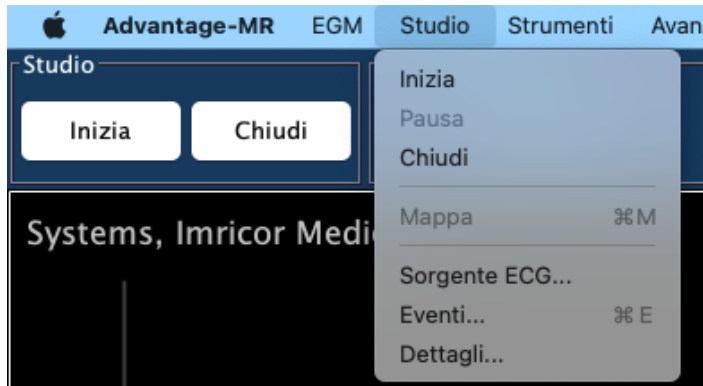 Advantage-MR EGM Studio Strumenti Avan
Studio
Inizia Chiudi
Inizia
Pausa
Chiudi
Mappa ⌘M
Sorgente ECG...
Eventi... ⌘E
Dettagli...
Systems, Imricor Medi